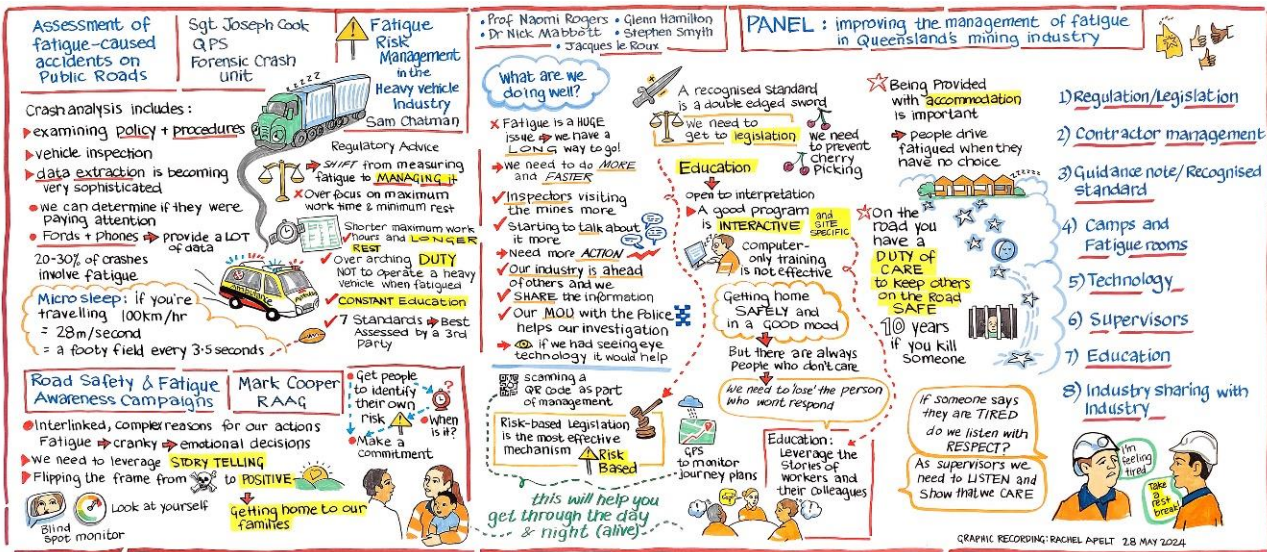 Assessment of
fatigue-caused
accidents on
Public Roads
Sgt. Joseph Cook
QPS
Forensic Crash
unit
zzzz
Crash analysis includes:
examining policy + procedures
vehicle inspection
data extraction is becoming
very sophisticated
we can determine if they were
paying attention
Fords + phones provide a LOT
of data
20-30% of crashes
involve fatigue
Micro sleep: if you're
travelling 100km/hr
= 28m/second
= a footy field every 3.5 seconds
Fatigue
Risk
Management
in the
Heavy vehicle
Industry
Sam Chatman
Regulatory Advice
SHIFT from measuring
fatigue to MANAGING it
Over focus on maximum
work time & minimum rest
Shorter maximum work
hours and LONGER
REST
Over arching DUTY
NOT to operate a heavy
vehicle when fatigued
CONSTANT Education
7 Standards Best
Assessed by a 3rd
Party
Road Safety & Fatigue
Awareness Campaigns
Mark Cooper
RAAG
Interlinked, complex reasons for our actions
Fatigue cranky emotional decisions
We need to leverage STORY TELLING
Flipping the frame from to POSITIVE
Look at yourself
Blind
spot monitor
Getting home to our
families
Get people
to identify
their own
risk
When
is it?
?
Make a
commitment
Prof Naomi Rogers • Glenn Hamilton
Dr Nick Mabbott • Stephen Smyth
Jacques le Roux
PANEL: improving the management of fatigue
in Queensland's mining industry
What are we
doing well?
Fatigue is a HUGE
issue we have a
LONG way to go!
we need to do MORE
and FASTER
Inspectors visiting
the mines more
Starting to talk about
it more
Need more ACTION
Our industry is ahead
of others and we
SHARE the information
Our MOU with the Police
helps our investigation
if we had seeing eye
technology it would help
scanning a
QR code as part
of management
Risk-based Legislation
is the most effective
mechanism
Risk
Based
this will help you
get through the day
& night (alive)
A recognised standard
is a double edged sword
we need to
get to legislation
we need
to prevent
cherry
Picking
Education
open to interpretation
A good program
is INTERACTIVE
and
SITE
SPECIFIC
computer-
only training
is not effective
Getting home
SAFELY and
in a GOOD mood
But there are always
People who don't care
we need to 'lose' the person
who wont respond
GPS
to monitor
journey plans
Education:
Leverage the
Stories of
workers and
their colleagues
Being Provided
with accommodation
is important
people drive
fatigued when they
have no choice
On the
road you
have a
DUTY of
CARE
to keep others
on the Road
SAFE
10 years
if you kill
someone
If someone says
they are TIRED
do we listen with
RESPECT?
As supervisors we
need to LISTEN and
show that we CARE
1) Regulation/Legislation
2) Contractor management
3) Guidance note/Recognised
standard
4) Camps and
Fatigue rooms
5) Technology
6) Supervisors
7) Education
8) Industry sharing with
Industry
I'm
feeling
tired
Take
a
rest
break!
GRAPHIC RECORDING: RACHEL APELT 28 MAY 2024